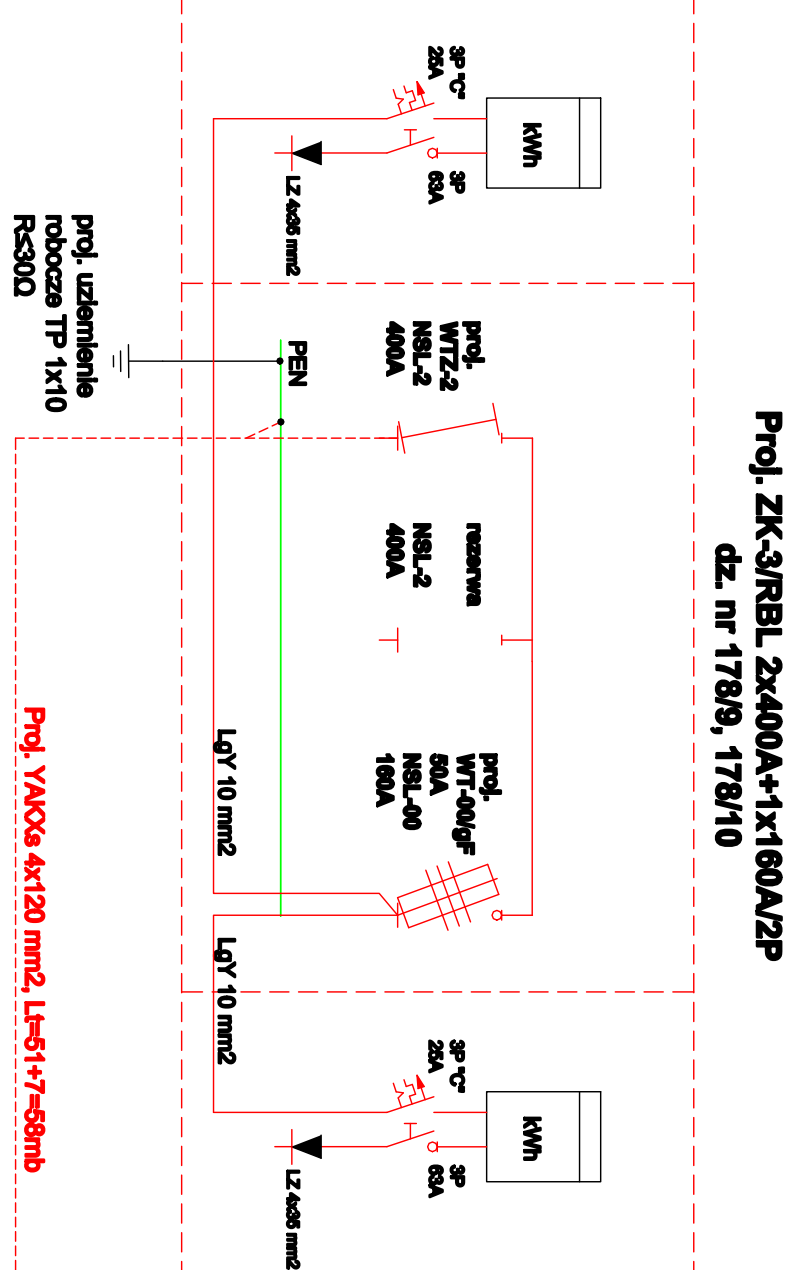 Proj. ZK-3/RBL 2x400A+1x160A/2P
dz. nr 178/9, 178/10
kWh
3P "C"
25A
3P
63A
LZ 4x35 mm2
proj.
WTZ-2
NSL-2
400A
rezerwa
NSL-2
400A
proj.
WT-00/gF
50A
NSL-00
160A
kWh
3P "C"
25A
3P
63A
LZ 4x35 mm2
PEN
LgY 10 mm2
LgY 10 mm2
proj. uziemienie
robocze TP 1x10
R≤30Ω
Proj. YAKXs 4x120 mm2, Lt=51+7=58mb